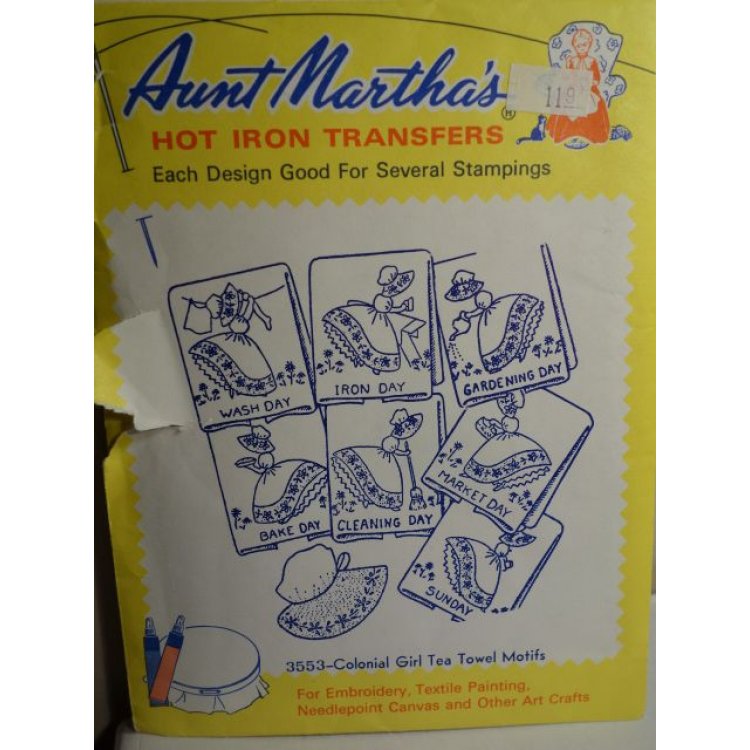 Aunt Martha's®
119
HOT IRON TRANSFERS
Each Design Good For Several Stampings
WASH DAY
IRON DAY
GARDENING DAY
BAKE DAY
CLEANING DAY
MARKET DAY
SUNDAY
3553-Colonial Girl Tea Towel Motifs
For Embroidery, Textile Painting,
Needlepoint Canvas and Other Art Crafts